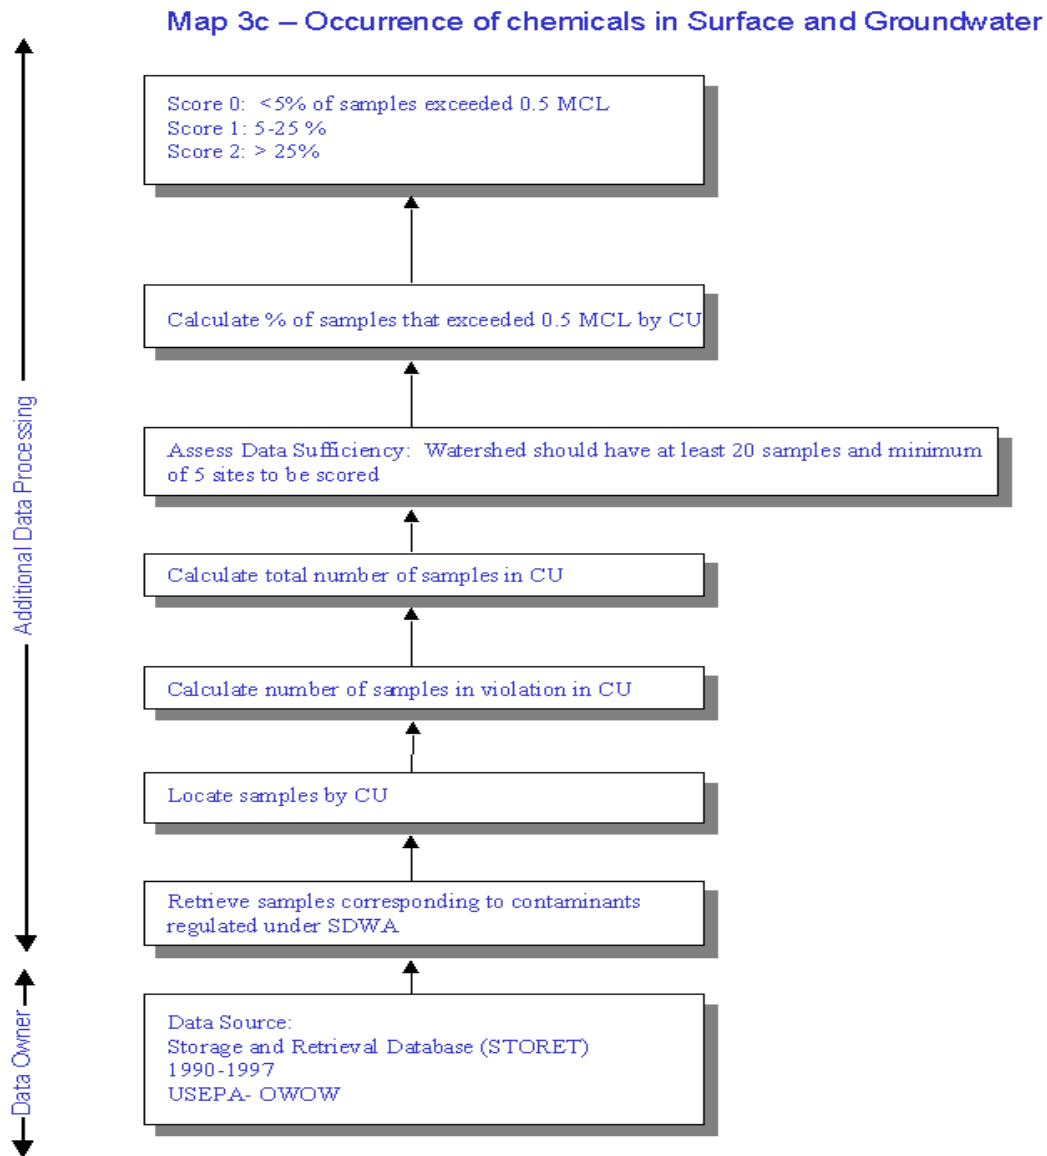 Map 3c – Occurrence of chemicals in Surface and Groundwater
Score 0: <5% of samples exceeded 0.5 MCL
Score 1: 5-25 %
Score 2: > 25%
Calculate % of samples that exceeded 0.5 MCL by CU
Assess Data Sufficiency: Watershed should have at least 20 samples and minimum
of 5 sites to be scored
Calculate total number of samples in CU
Calculate number of samples in violation in CU
Locate samples by CU
Retrieve samples corresponding to contaminants
regulated under SDWA
Data Source:
Storage and Retrieval Database (STORET)
1990-1997
USEPA- OWOW
Additional Data Processing
Data Owner